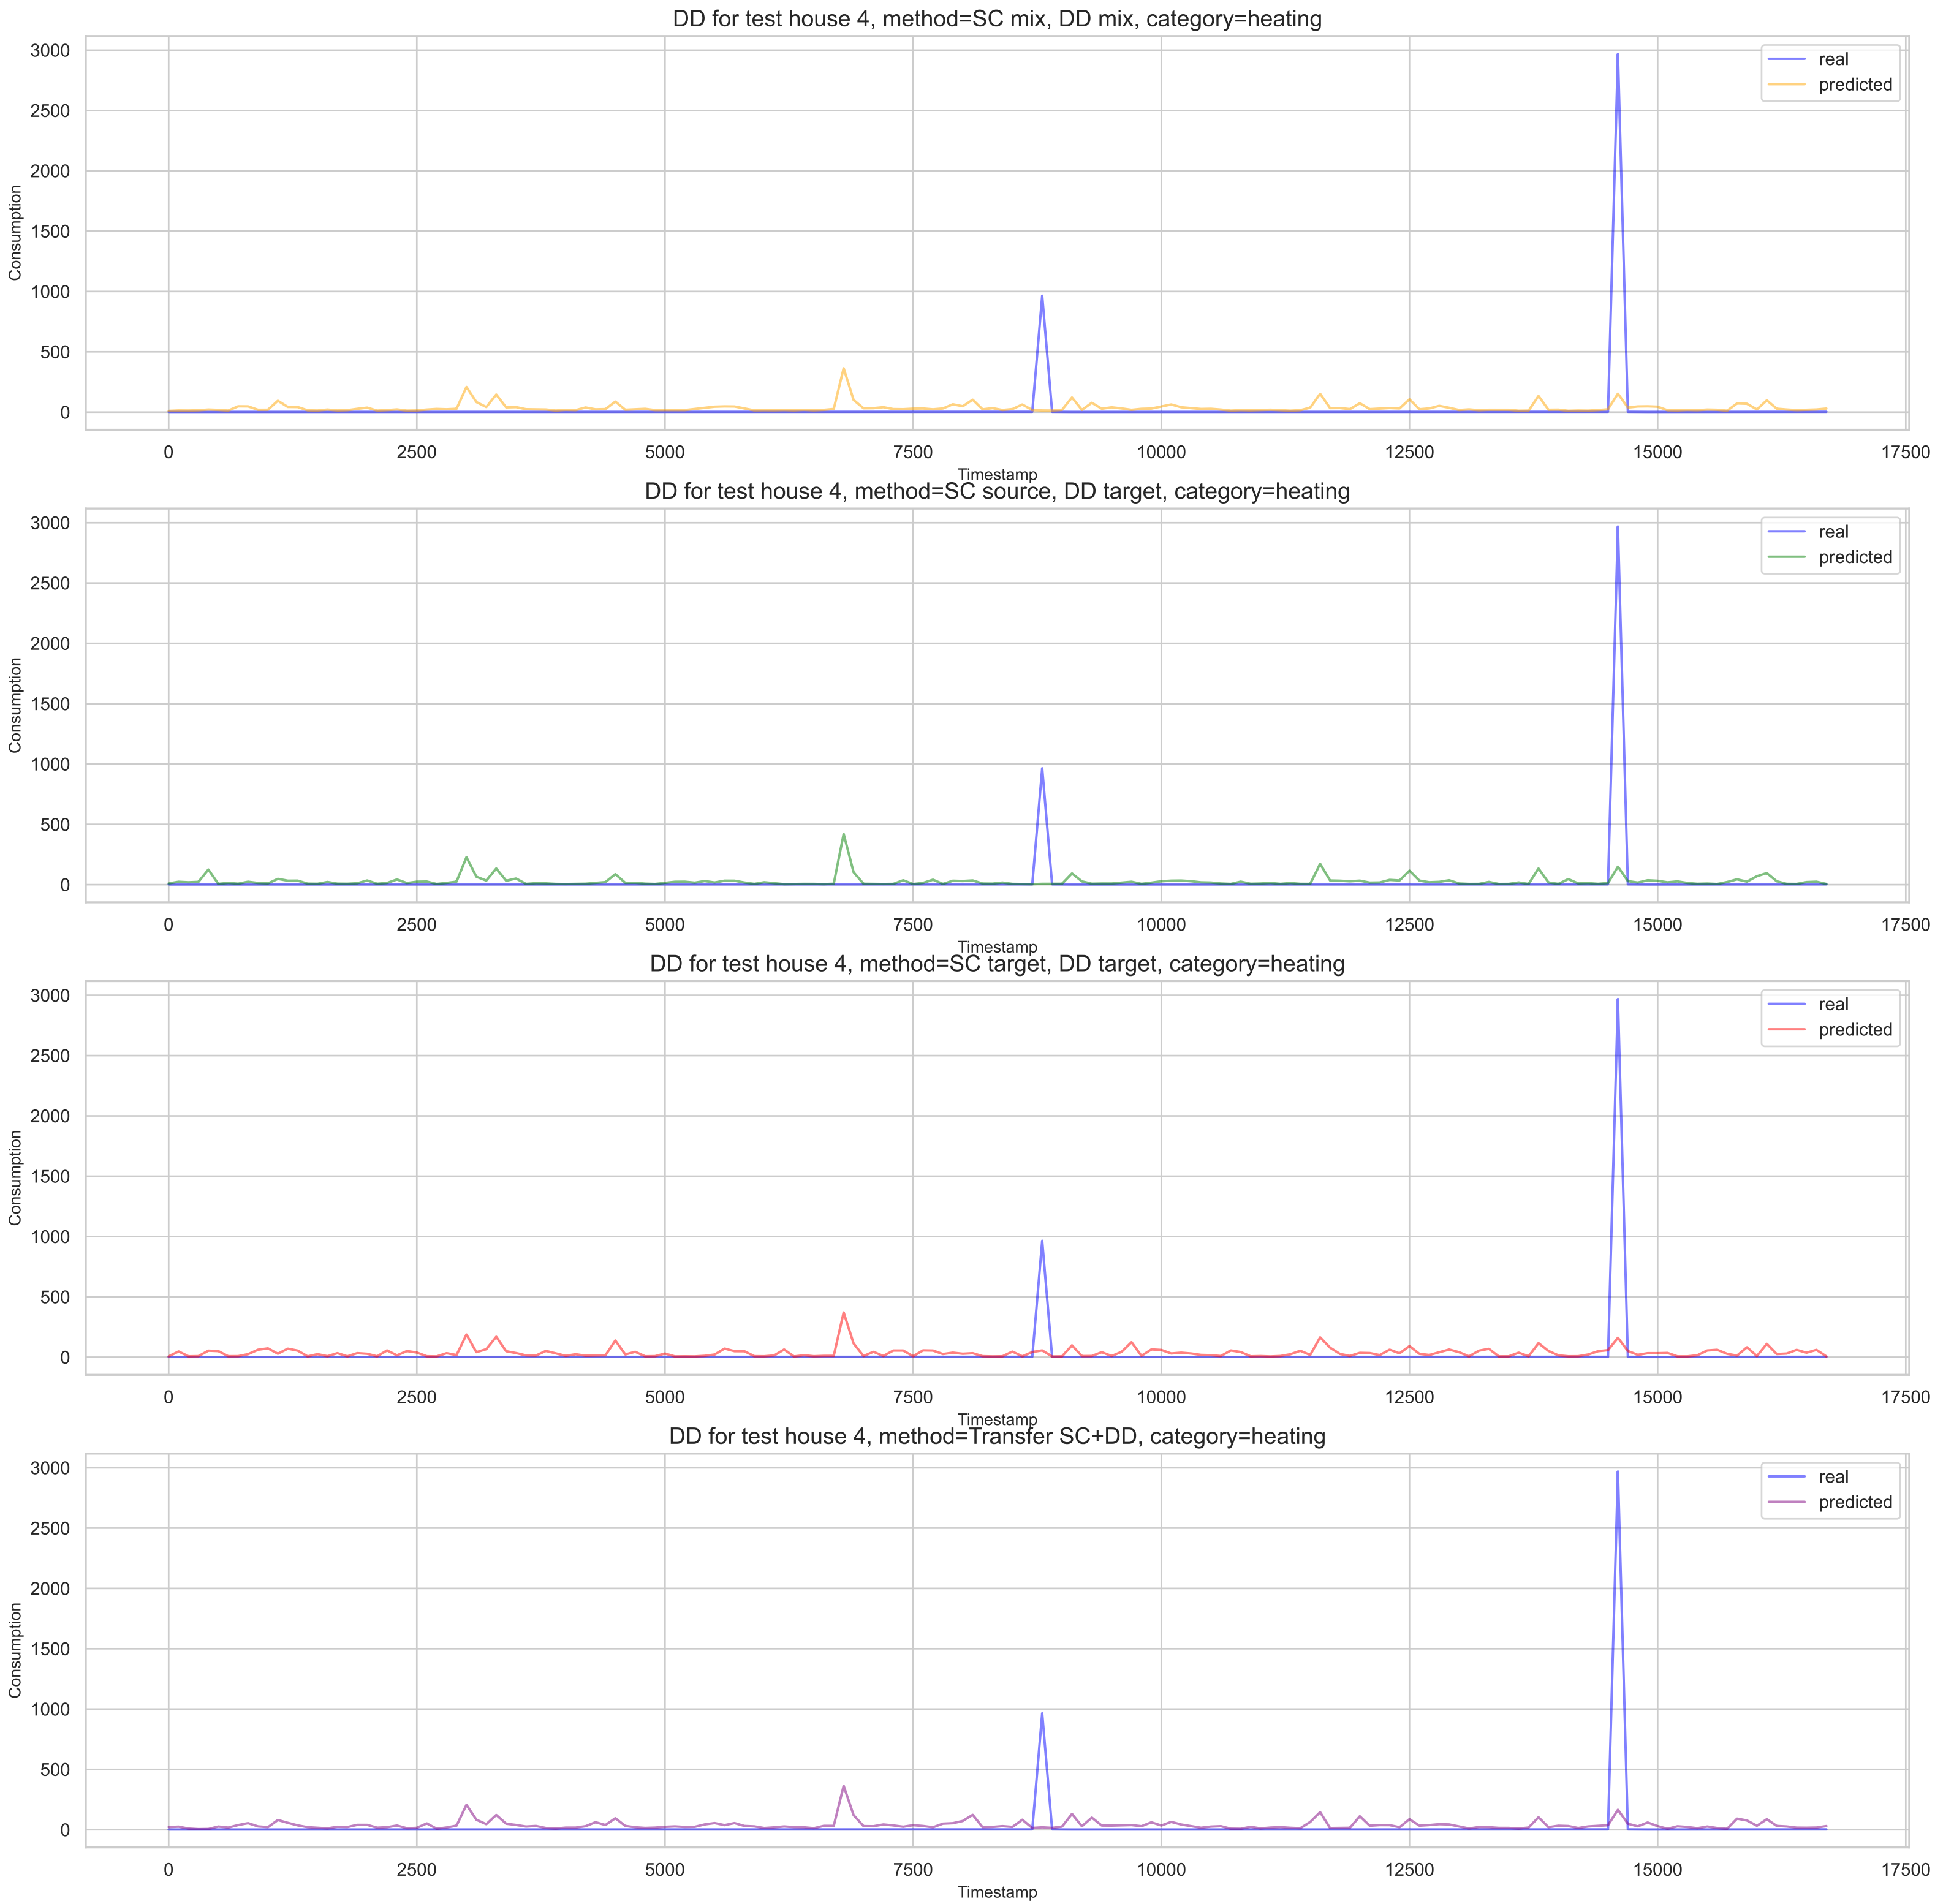 DD for test house 4, method=SC mix, DD mix, category=heating
3000
2500
2000
1500
1000
500
0
Consumption
real
predicted
0 2500 5000 7500 10000 12500 15000 17500
Timestamp
DD for test house 4, method=SC source, DD target, category=heating
3000
2500
2000
1500
1000
500
0
Consumption
real
predicted
0 2500 5000 7500 10000 12500 15000 17500
Timestamp
DD for test house 4, method=SC target, DD target, category=heating
3000
2500
2000
1500
1000
500
0
Consumption
real
predicted
0 2500 5000 7500 10000 12500 15000 17500
Timestamp
DD for test house 4, method=Transfer SC+DD, category=heating
3000
2500
2000
1500
1000
500
0
Consumption
real
predicted
0 2500 5000 7500 10000 12500 15000 17500
Timestamp